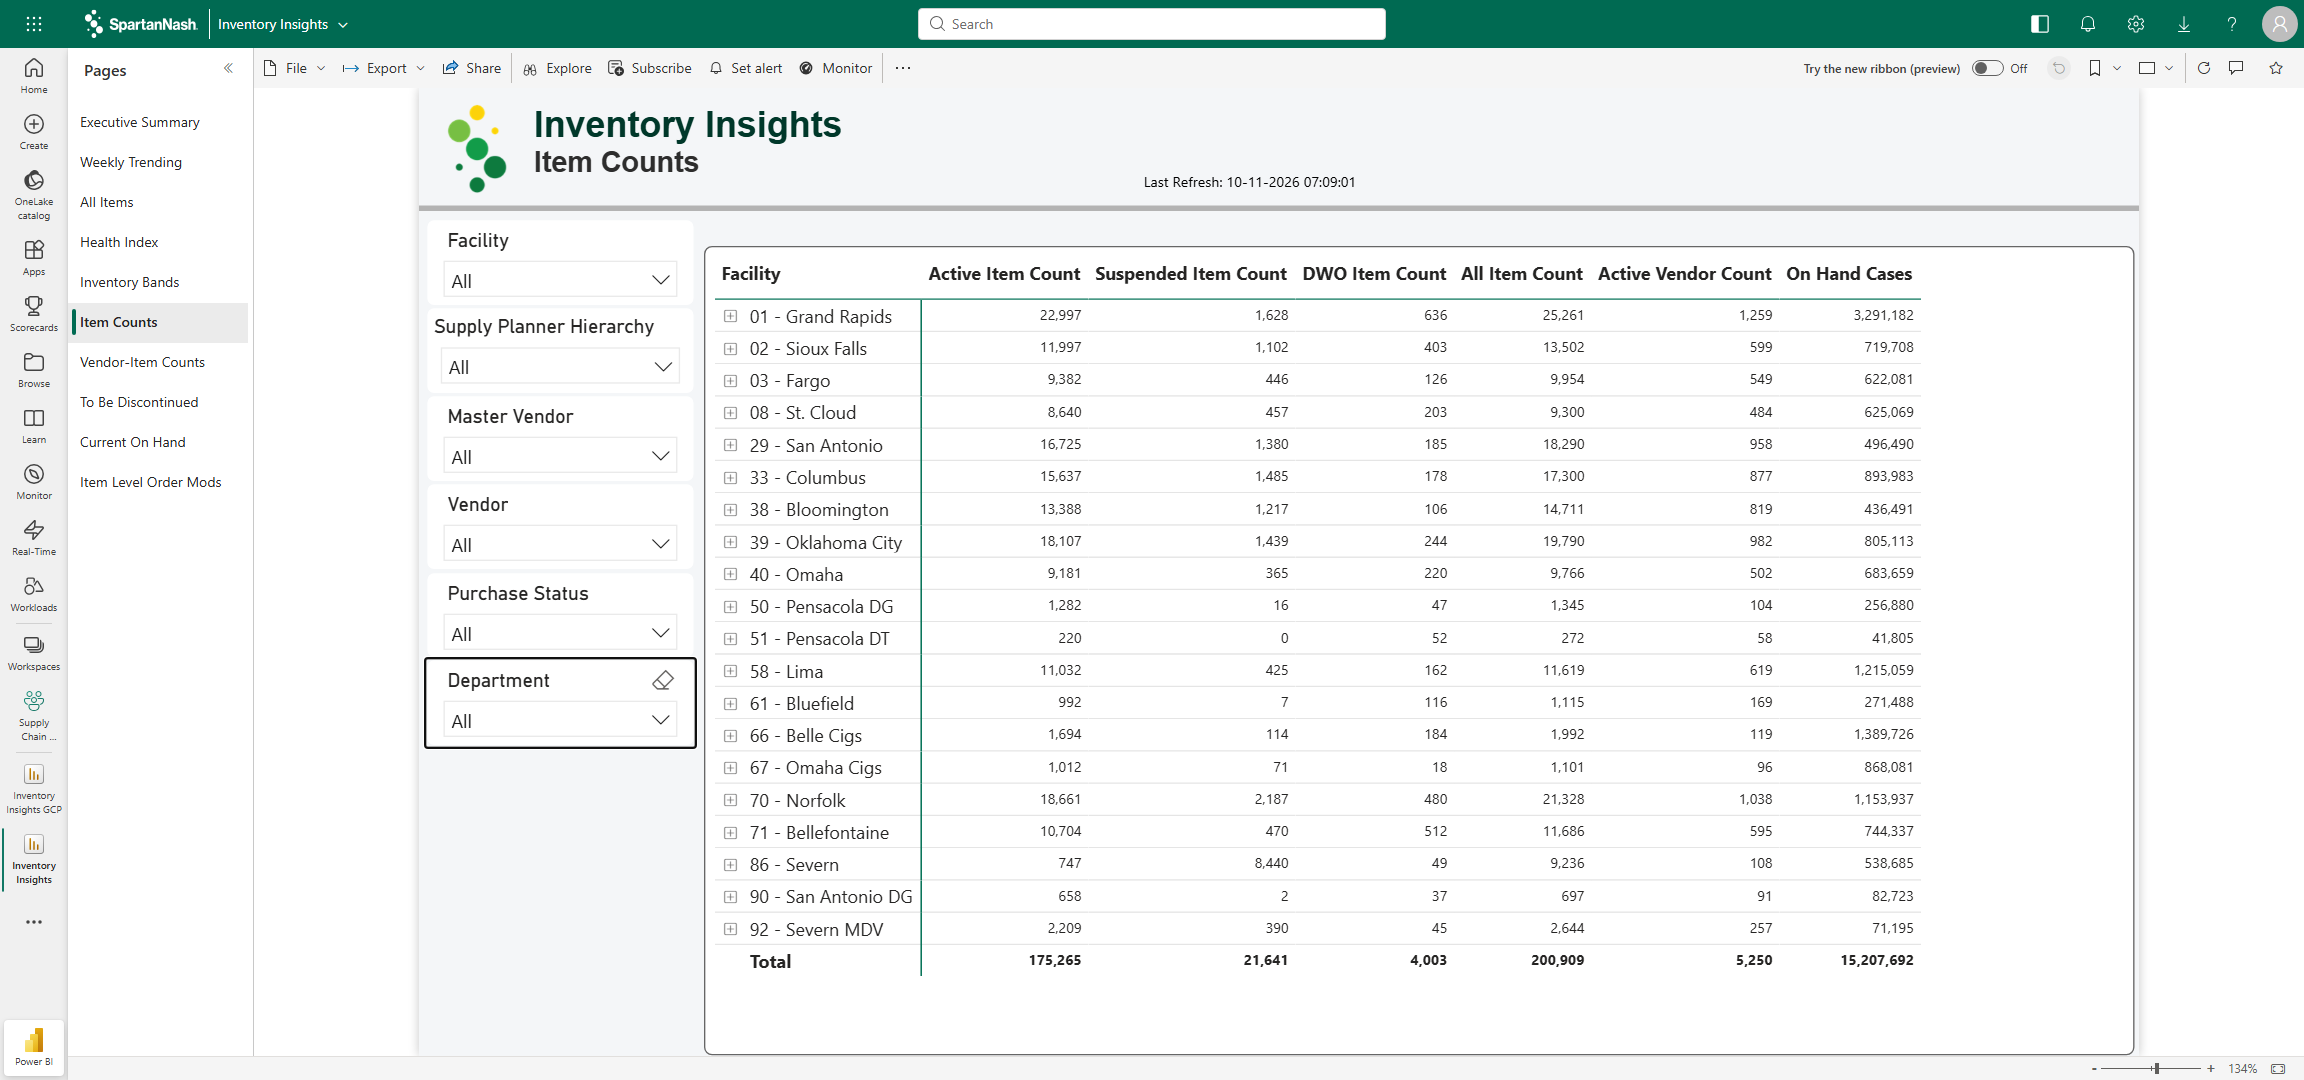 SpartanNash
Inventory Insights
Search
Home
Create
OneLake
catalog
Apps
Scorecards
Browse
Learn
Monitor
Real-Time
Workloads
Workspaces
Supply
Chain ...
Inventory
Insights GCP
Inventory
Insights
Power BI
Pages
Executive Summary
Weekly Trending
All Items
Health Index
Inventory Bands
Item Counts
Vendor-Item Counts
To Be Discontinued
Current On Hand
Item Level Order Mods
File Export Share Explore Subscribe Set alert Monitor ... Try the new ribbon (preview) Off
Inventory Insights
Item Counts
Last Refresh: 10-11-2026 07:09:01
Facility
All
Supply Planner Hierarchy
All
Master Vendor
All
Vendor
All
Purchase Status
All
Department
All
Facility Active Item Count Suspended Item Count DWO Item Count All Item Count Active Vendor Count On Hand Cases
01 - Grand Rapids 22,997 1,628 636 25,261 1,259 3,291,182
02 - Sioux Falls 11,997 1,102 403 13,502 599 719,708
03 - Fargo 9,382 446 126 9,954 549 622,081
08 - St. Cloud 8,640 457 203 9,300 484 625,069
29 - San Antonio 16,725 1,380 185 18,290 958 496,490
33 - Columbus 15,637 1,485 178 17,300 877 893,983
38 - Bloomington 13,388 1,217 106 14,711 819 436,491
39 - Oklahoma City 18,107 1,439 244 19,790 982 805,113
40 - Omaha 9,181 365 220 9,766 502 683,659
50 - Pensacola DG 1,282 16 47 1,345 104 256,880
51 - Pensacola DT 220 0 52 272 58 41,805
58 - Lima 11,032 425 162 11,619 619 1,215,059
61 - Bluefield 992 7 116 1,115 169 271,488
66 - Belle Cigs 1,694 114 184 1,992 119 1,389,726
67 - Omaha Cigs 1,012 71 18 1,101 96 868,081
70 - Norfolk 18,661 2,187 480 21,328 1,038 1,153,937
71 - Bellefontaine 10,704 470 512 11,686 595 744,337
86 - Severn 747 8,440 49 9,236 108 538,685
90 - San Antonio DG 658 2 37 697 91 82,723
92 - Severn MDV 2,209 390 45 2,644 257 71,195
Total 175,265 21,641 4,003 200,909 5,250 15,207,692
- + 134%